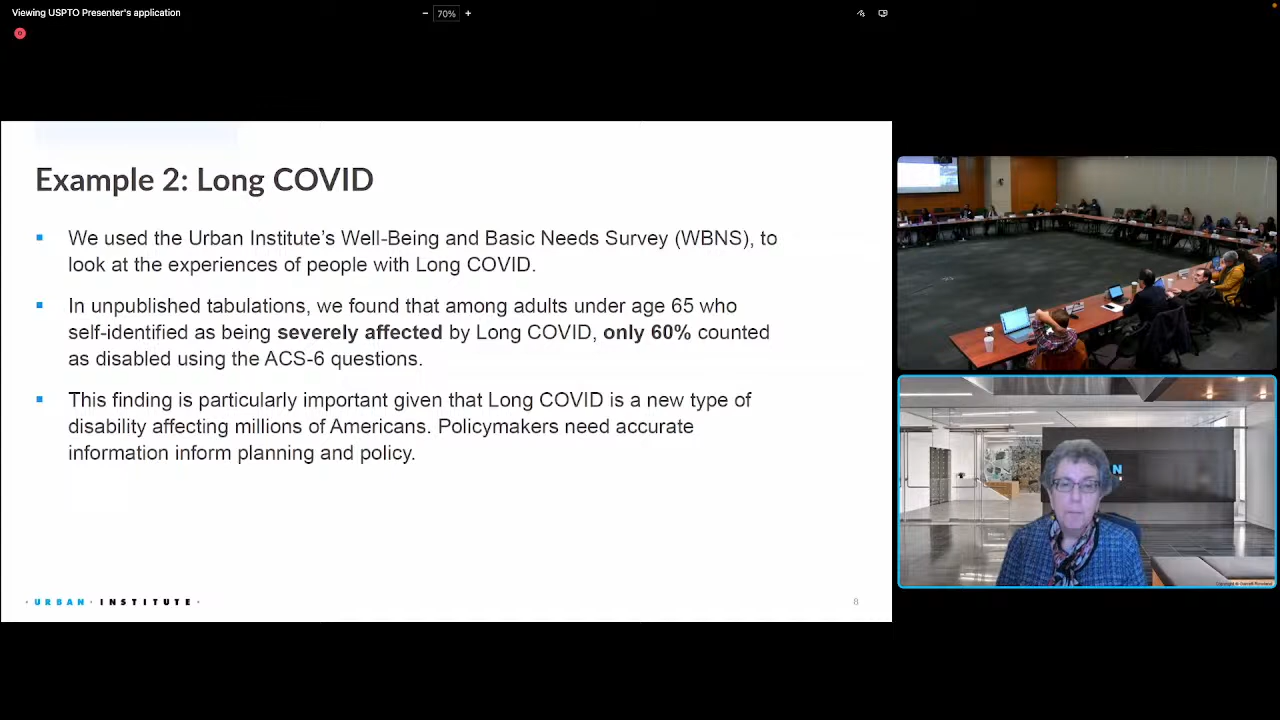 Viewing USPTO Presenter's application
− 70% +
Example 2: Long COVID
We used the Urban Institute's Well-Being and Basic Needs Survey (WBNS), to
look at the experiences of people with Long COVID.
In unpublished tabulations, we found that among adults under age 65 who
self-identified as being severely affected by Long COVID, only 60% counted
as disabled using the ACS-6 questions.
This finding is particularly important given that Long COVID is a new type of
disability affecting millions of Americans. Policymakers need accurate
information inform planning and policy.
· URBAN · INSTITUTE ·
8
N